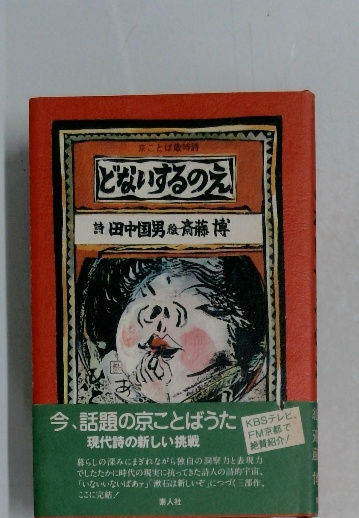 京ことば歳時詩
どないするのえ
詩 田中国男 絵 斎藤 博
お
今、話題の京ことばうた
現代詩の新しい挑戦
KBSテレビ、
FM京都で
絶賛紹介！
暮らしの深みにまぎれながら独自の洞察力と表現力
でしたたかに時代の現実に抗ってきた詩人の詩的宇宙。
「いないいないばあァ」「漱石は新しいぞ」につづく三部作、
ここに完結！
素人社